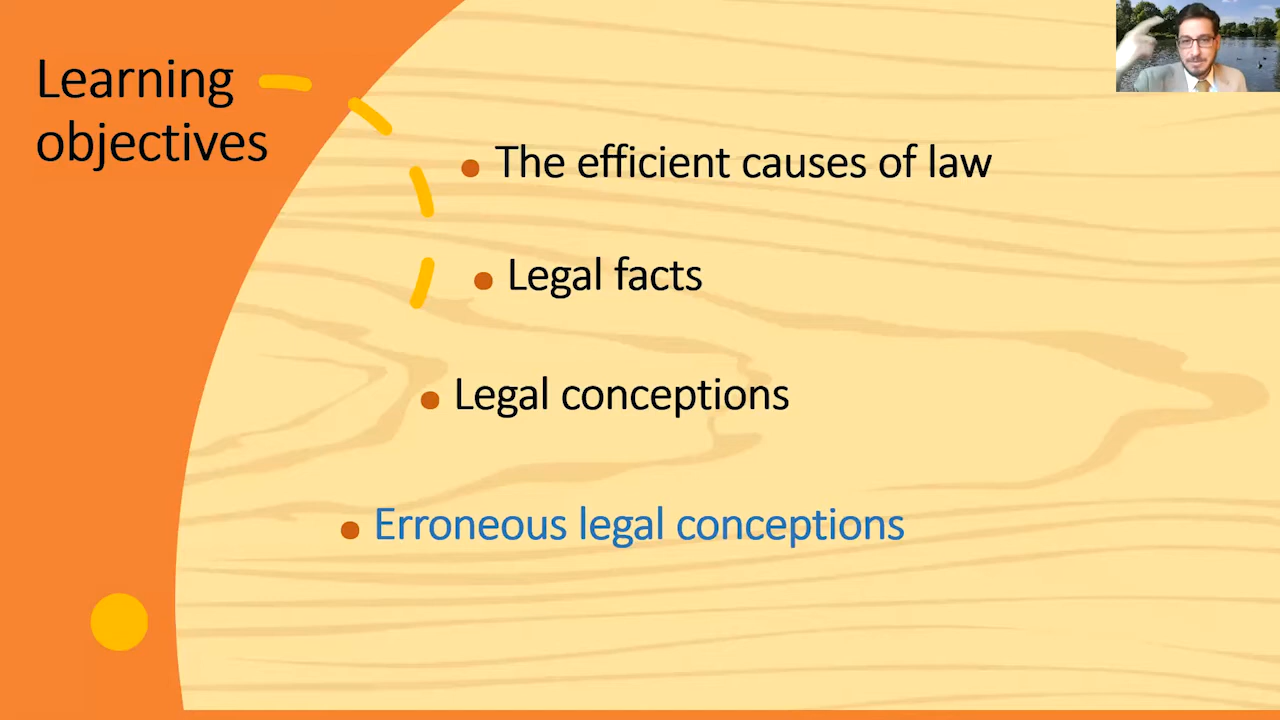 Learning
objectives
The efficient causes of law
Legal facts
Legal conceptions
Erroneous legal conceptions